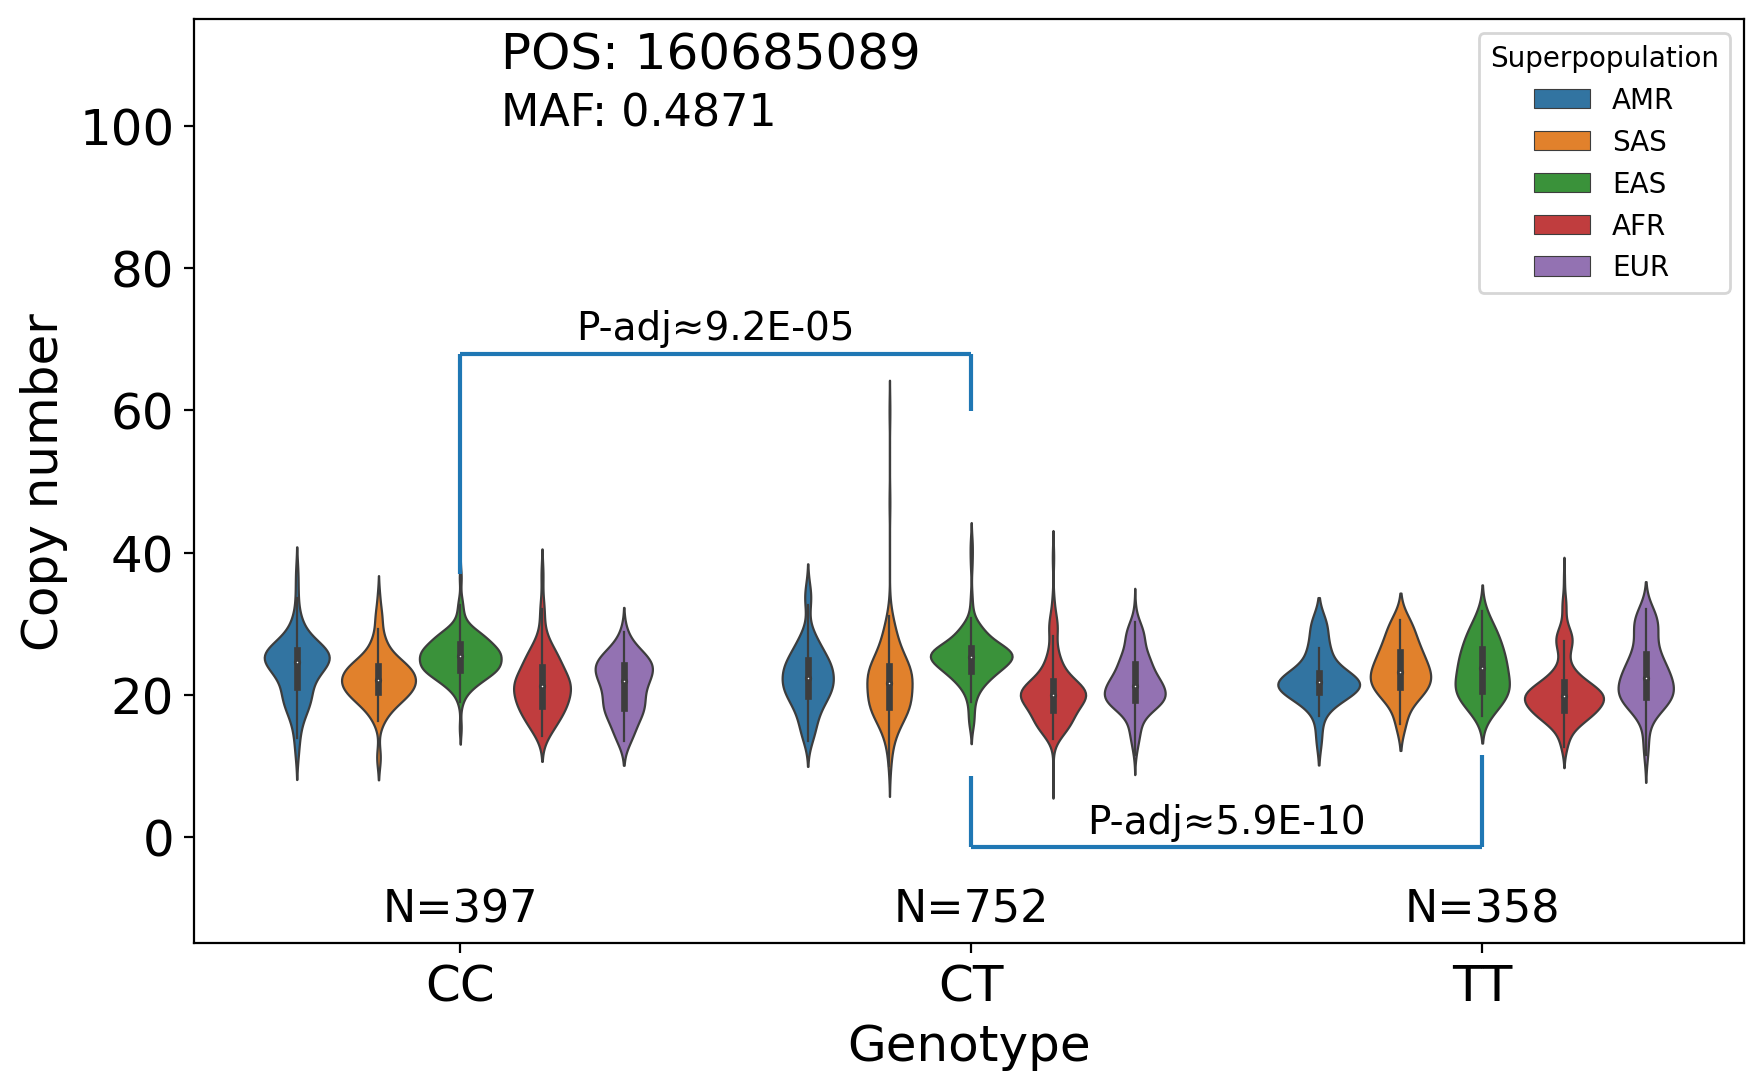 POS: 160685089
MAF: 0.4871
Superpopulation
AMR
SAS
EAS
AFR
EUR
100
80
60
40
20
0
Copy number
P-adj≈9.2E-05
P-adj≈5.9E-10
N=397
N=752
N=358
CC
CT
TT
Genotype